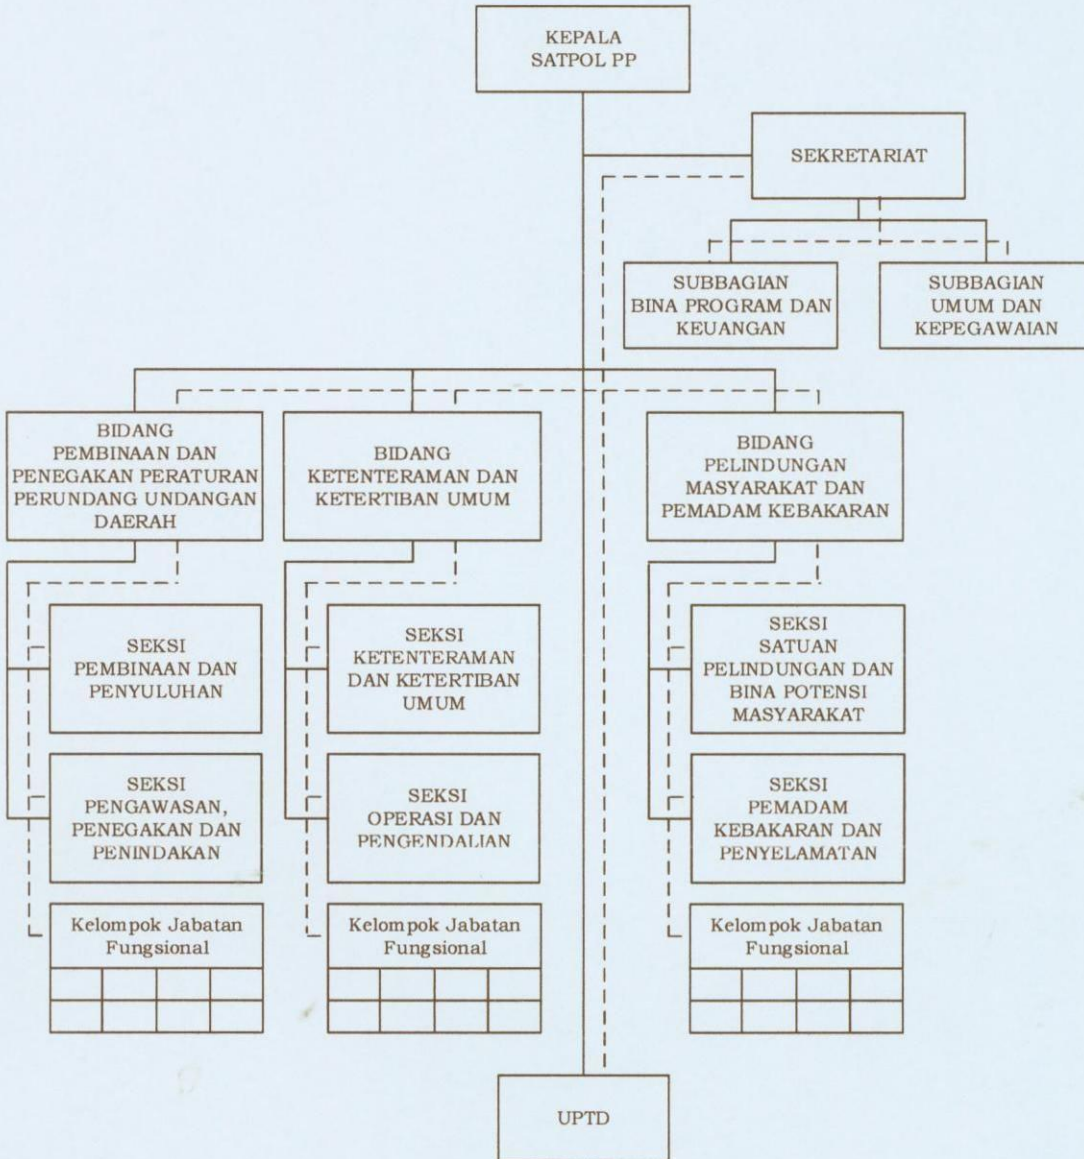 KEPALA
SATPOL PP
SEKRETARIAT
SUBBAGIAN
BINA PROGRAM DAN
KEUANGAN
SUBBAGIAN
UMUM DAN
KEPEGAWAIAN
BIDANG
PEMBINAAN DAN
PENEGAKAN PERATURAN
PERUNDANG UNDANGAN
DAERAH
BIDANG
KETENTERAMAN DAN
KETERTIBAN UMUM
BIDANG
PELINDUNGAN
MASYARAKAT DAN
PEMADAM KEBAKARAN
SEKSI
PEMBINAAN DAN
PENYULUHAN
SEKSI
KETENTERAMAN
DAN KETERTIBAN
UMUM
SEKSI
SATUAN
PELINDUNGAN DAN
BINA POTENSI
MASYARAKAT
SEKSI
PENGAWASAN,
PENEGAKAN DAN
PENINDAKAN
SEKSI
OPERASI DAN
PENGENDALIAN
SEKSI
PEMADAM
KEBAKARAN DAN
PENYELAMATAN
Kelompok Jabatan
Fungsional
Kelompok Jabatan
Fungsional
Kelompok Jabatan
Fungsional
UPTD